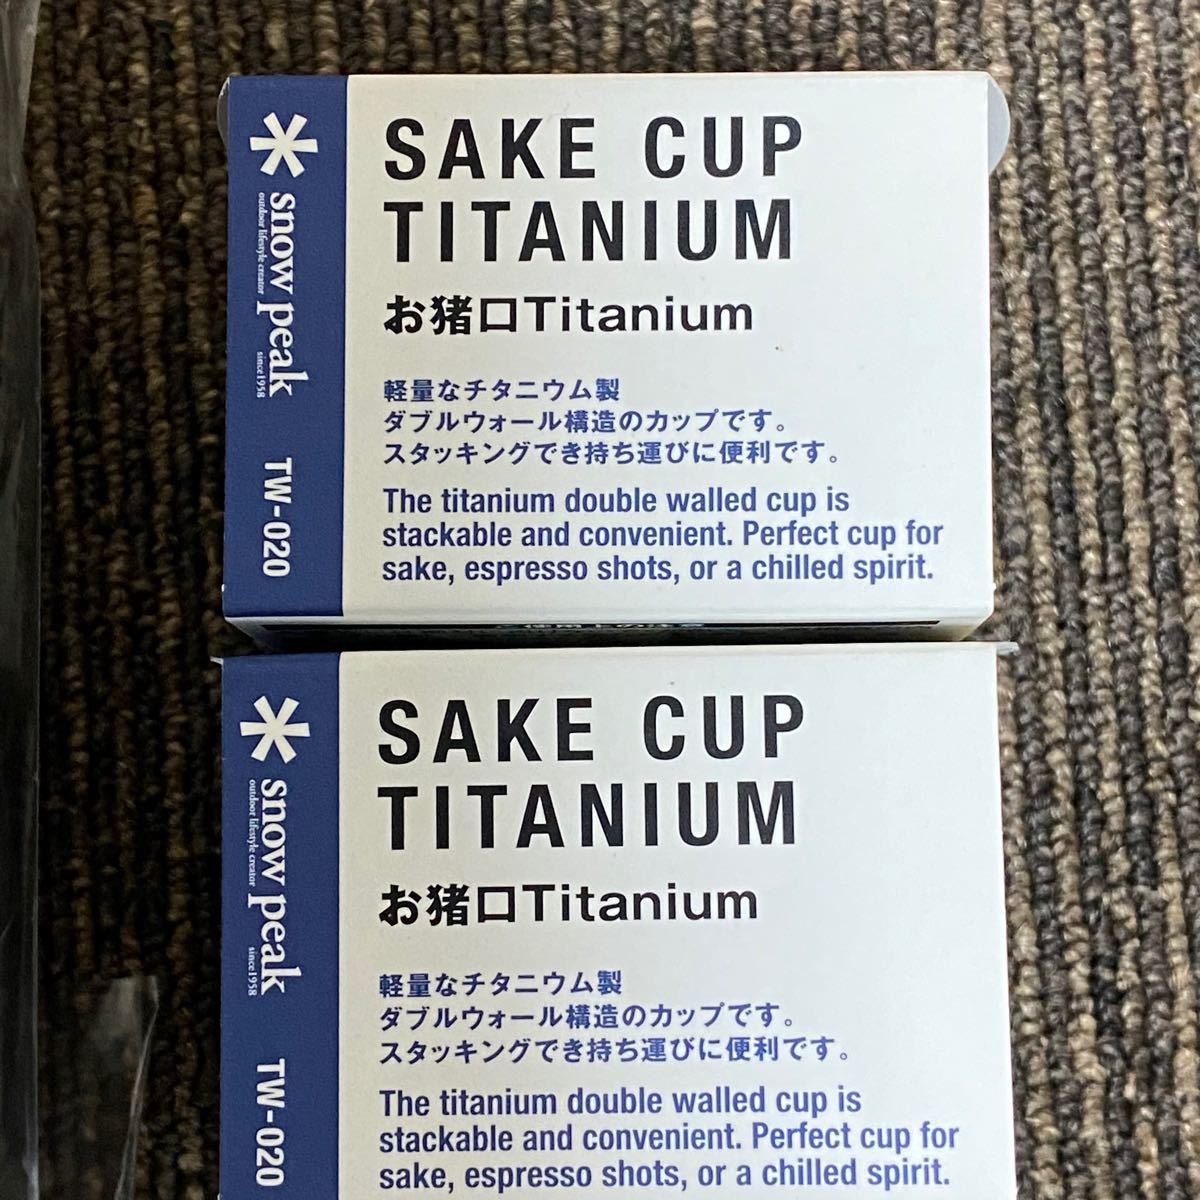 snow peak
outdoor lifestyle creator
since1958
TW-020
SAKE CUP
TITANIUM
お猪口Titanium
軽量なチタニウム製
ダブルウォール構造のカップです。
スタッキングでき持ち運びに便利です。
The titanium double walled cup is
stackable and convenient. Perfect cup for
sake, espresso shots, or a chilled spirit.
snow peak
outdoor lifestyle creator
since1958
TW-020
SAKE CUP
TITANIUM
お猪口Titanium
軽量なチタニウム製
ダブルウォール構造のカップです。
スタッキングでき持ち運びに便利です。
The titanium double walled cup is
stackable and convenient. Perfect cup for
sake, espresso shots, or a chilled spirit.